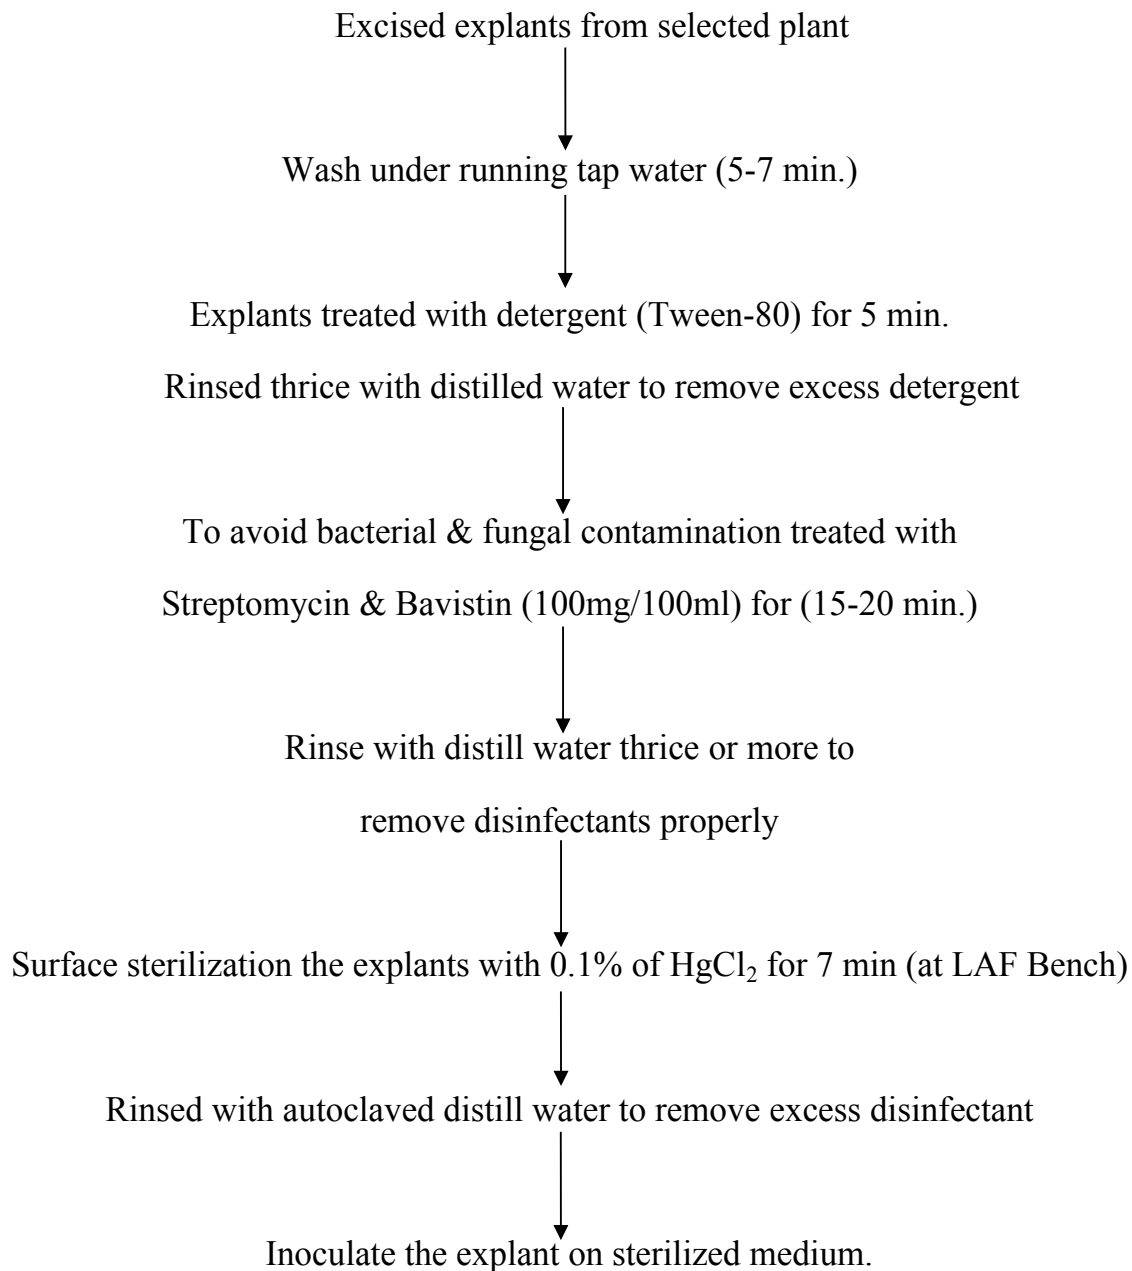 Excised explants from selected plant
Wash under running tap water (5-7 min.)
Explants treated with detergent (Tween-80) for 5 min.
Rinsed thrice with distilled water to remove excess detergent
To avoid bacterial & fungal contamination treated with
Streptomycin & Bavistin (100mg/100ml) for (15-20 min.)
Rinse with distill water thrice or more to
remove disinfectants properly
Surface sterilization the explants with 0.1% of HgCl₂ for 7 min (at LAF Bench)
Rinsed with autoclaved distill water to remove excess disinfectant
Inoculate the explant on sterilized medium.